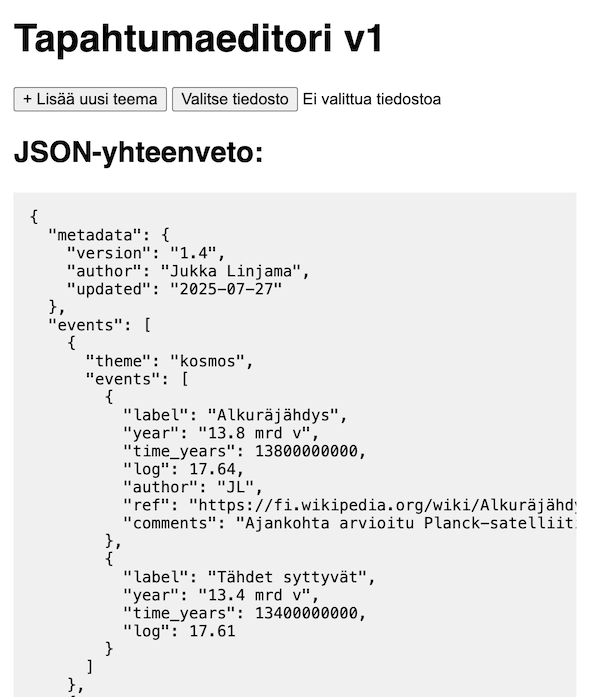 Tapahtumaeditori v1
+ Lisää uusi teema Valitse tiedosto Ei valittua tiedostoa
JSON-yhteenveto:
{
  "metadata": {
    "version": "1.4",
    "author": "Jukka Linjama",
    "updated": "2025-07-27"
  },
  "events": [
    {
      "theme": "kosmos",
      "events": [
        {
          "label": "Alkuräjähdys",
          "year": "13.8 mrd v",
          "time_years": 13800000000,
          "log": 17.64,
          "author": "JL",
          "ref": "https://fi.wikipedia.org/wiki/Alkuräjähdy
          "comments": "Ajankohta arvioitu Planck-satelliit
        },
        {
          "label": "Tähdet syttyvät",
          "year": "13.4 mrd v",
          "time_years": 13400000000,
          "log": 17.61
        }
      ]
    },